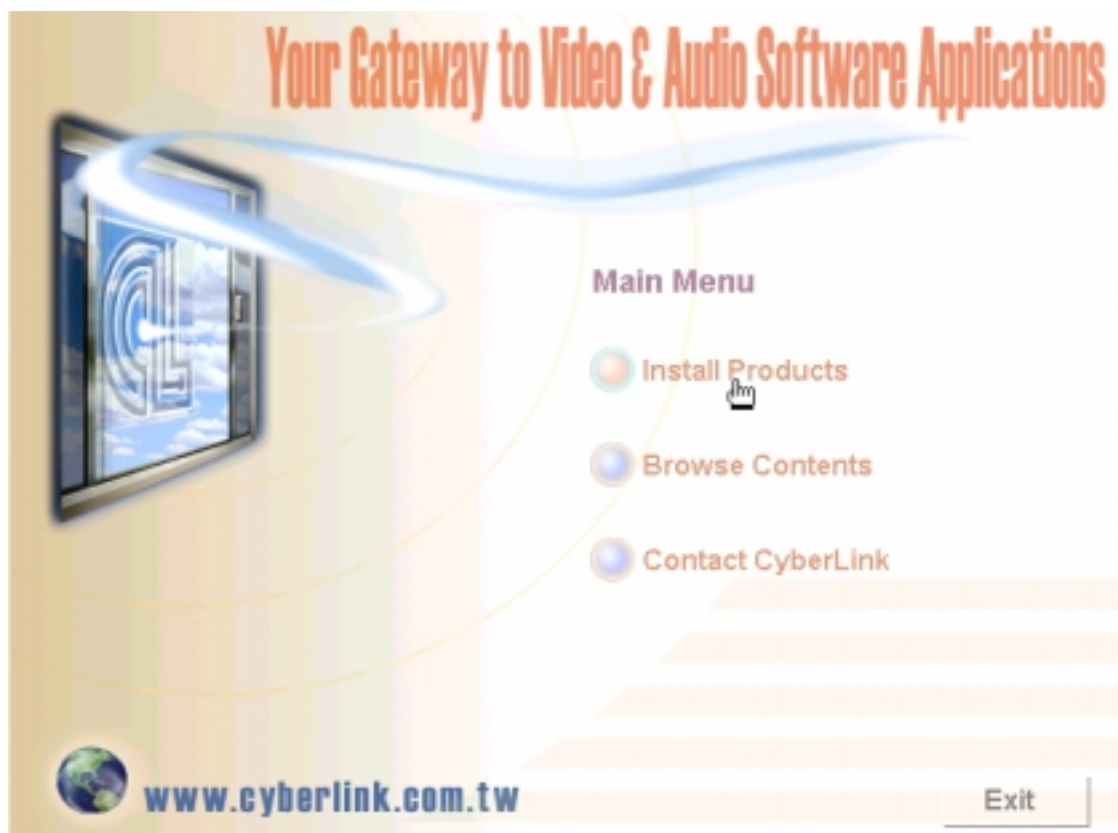 Your Gateway to Video & Audio Software Applications
Main Menu
Install Products
Browse Contents
Contact CyberLink
www.cyberlink.com.tw
Exit